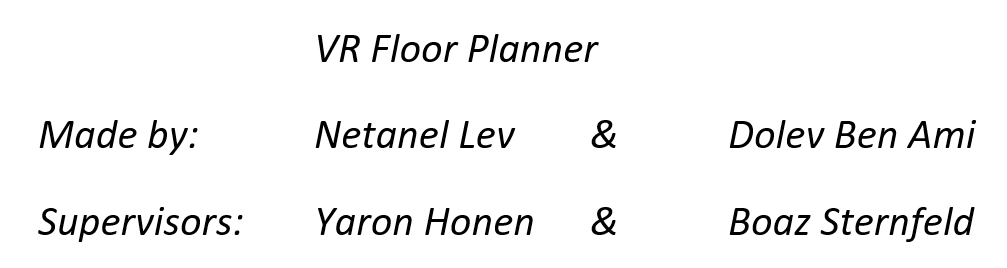 VR Floor Planner
Made by: Netanel Lev & Dolev Ben Ami
Supervisors: Yaron Honen & Boaz Sternfeld